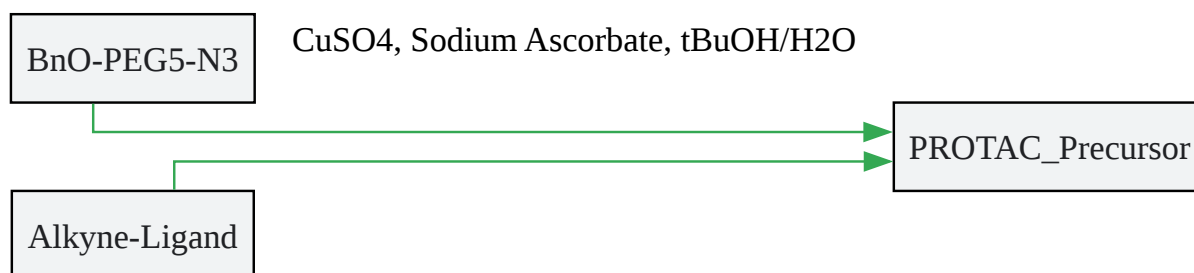 BnO-PEG5-N3
CuSO4, Sodium Ascorbate, tBuOH/H2O
PROTAC_Precursor
Alkyne-Ligand